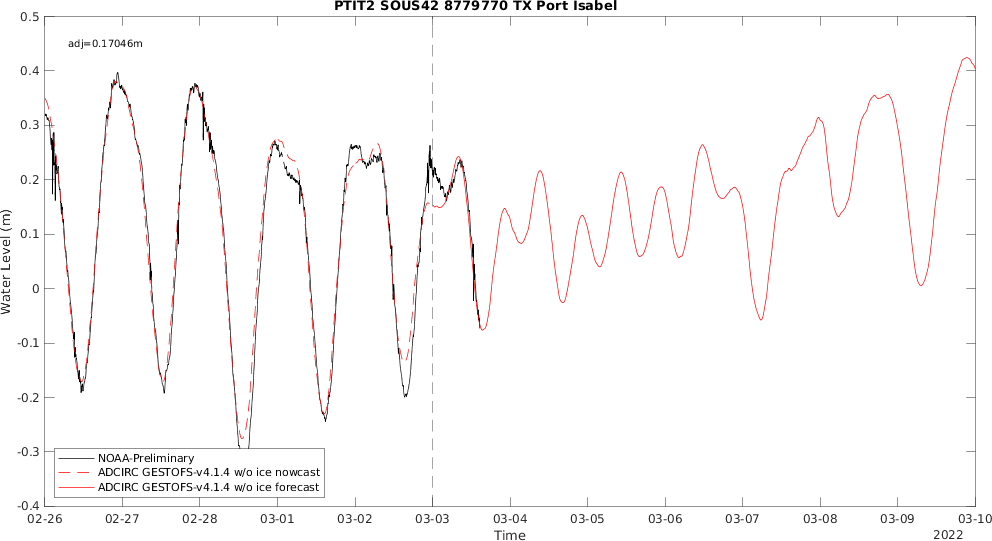 PTIT2 SOUS42 8779770 TX Port Isabel
adj=0.17046m
0.5
0.4
0.3
0.2
0.1
0
-0.1
-0.2
-0.3
-0.4
Water Level (m)
NOAA-Preliminary
ADCIRC GESTOFS-v4.1.4 w/o ice nowcast
ADCIRC GESTOFS-v4.1.4 w/o ice forecast
02-26 02-27 02-28 03-01 03-02 03-03 03-04 03-05 03-06 03-07 03-08 03-09 03-10
Time
2022